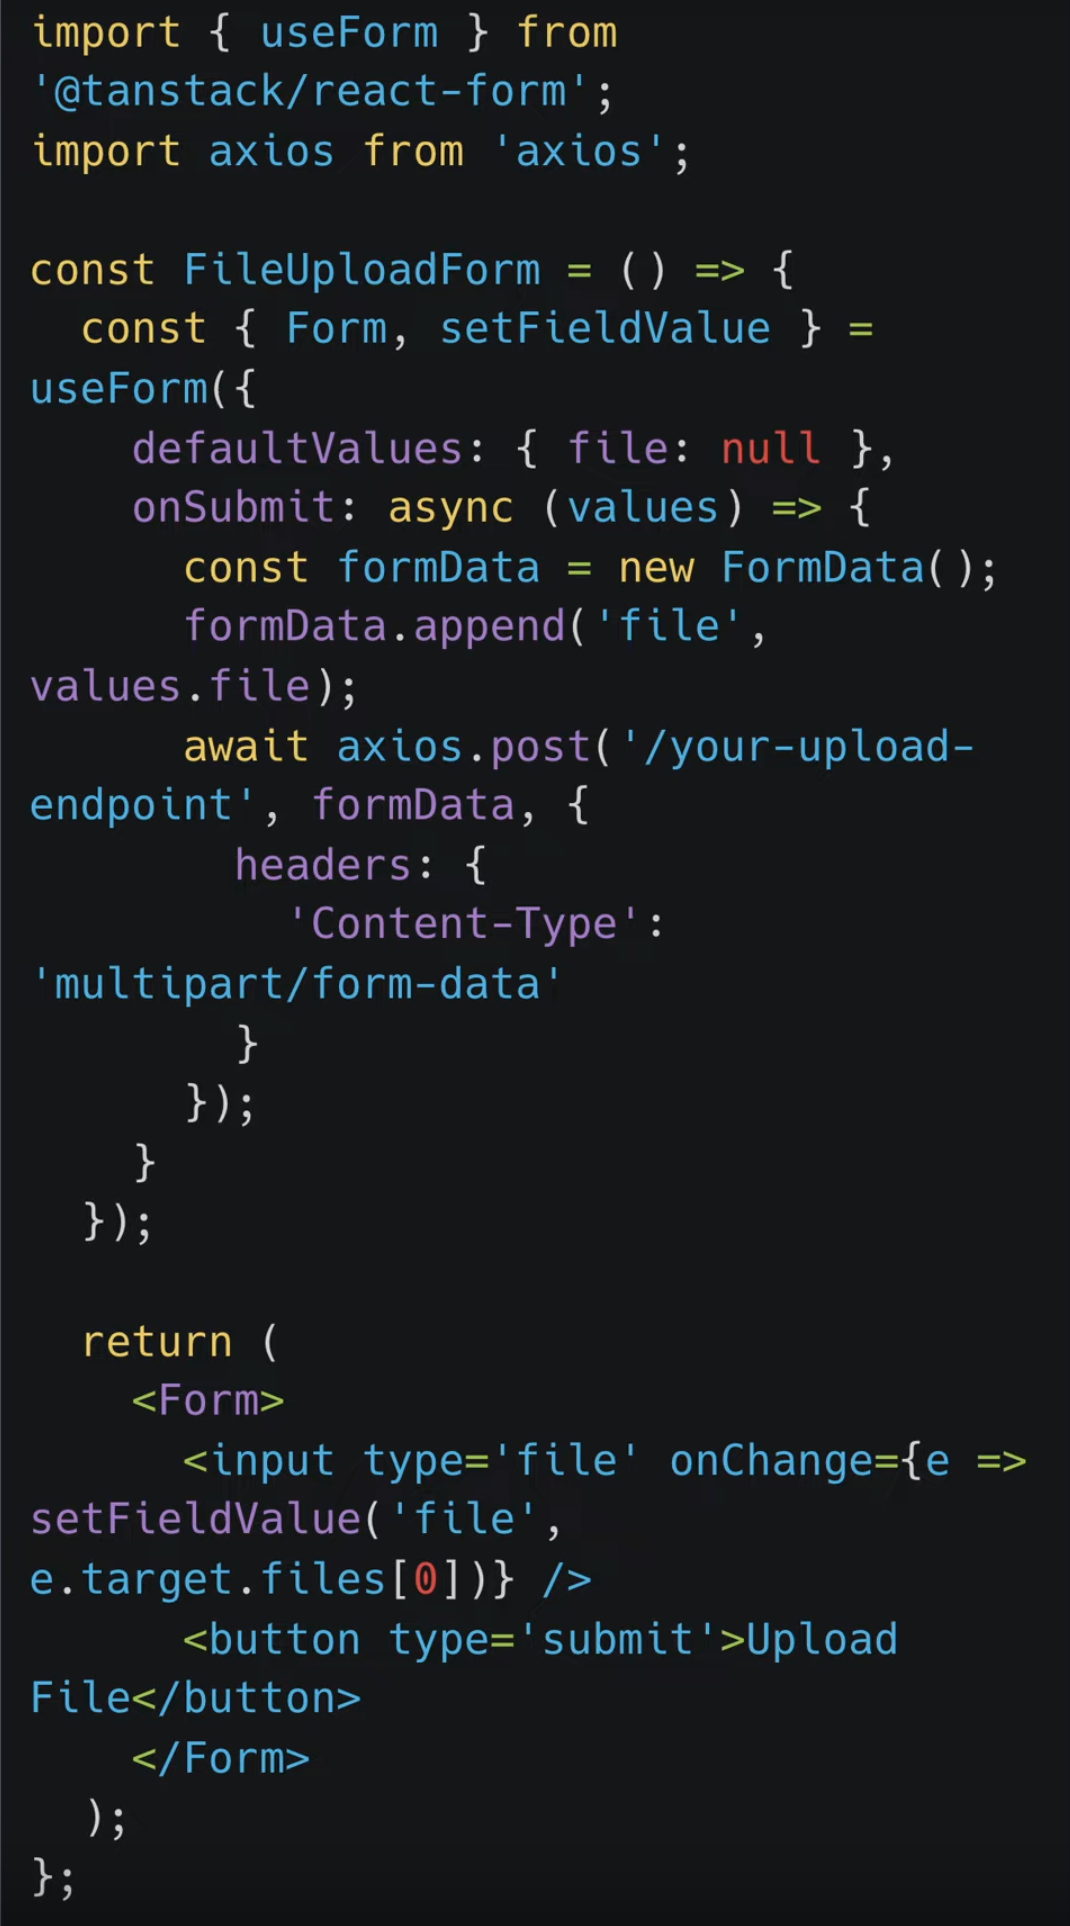 import { useForm } from
'@tanstack/react-form';
import axios from 'axios';

const FileUploadForm = () => {
  const { Form, setFieldValue } =
useForm({
    defaultValues: { file: null },
    onSubmit: async (values) => {
      const formData = new FormData();
      formData.append('file',
values.file);
      await axios.post('/your-upload-
endpoint', formData, {
        headers: {
          'Content-Type':
'multipart/form-data'
        }
      });
    }
  });

  return (
    <Form>
      <input type='file' onChange={e =>
setFieldValue('file',
e.target.files[0])} />
      <button type='submit'>Upload
File</button>
    </Form>
  );
};